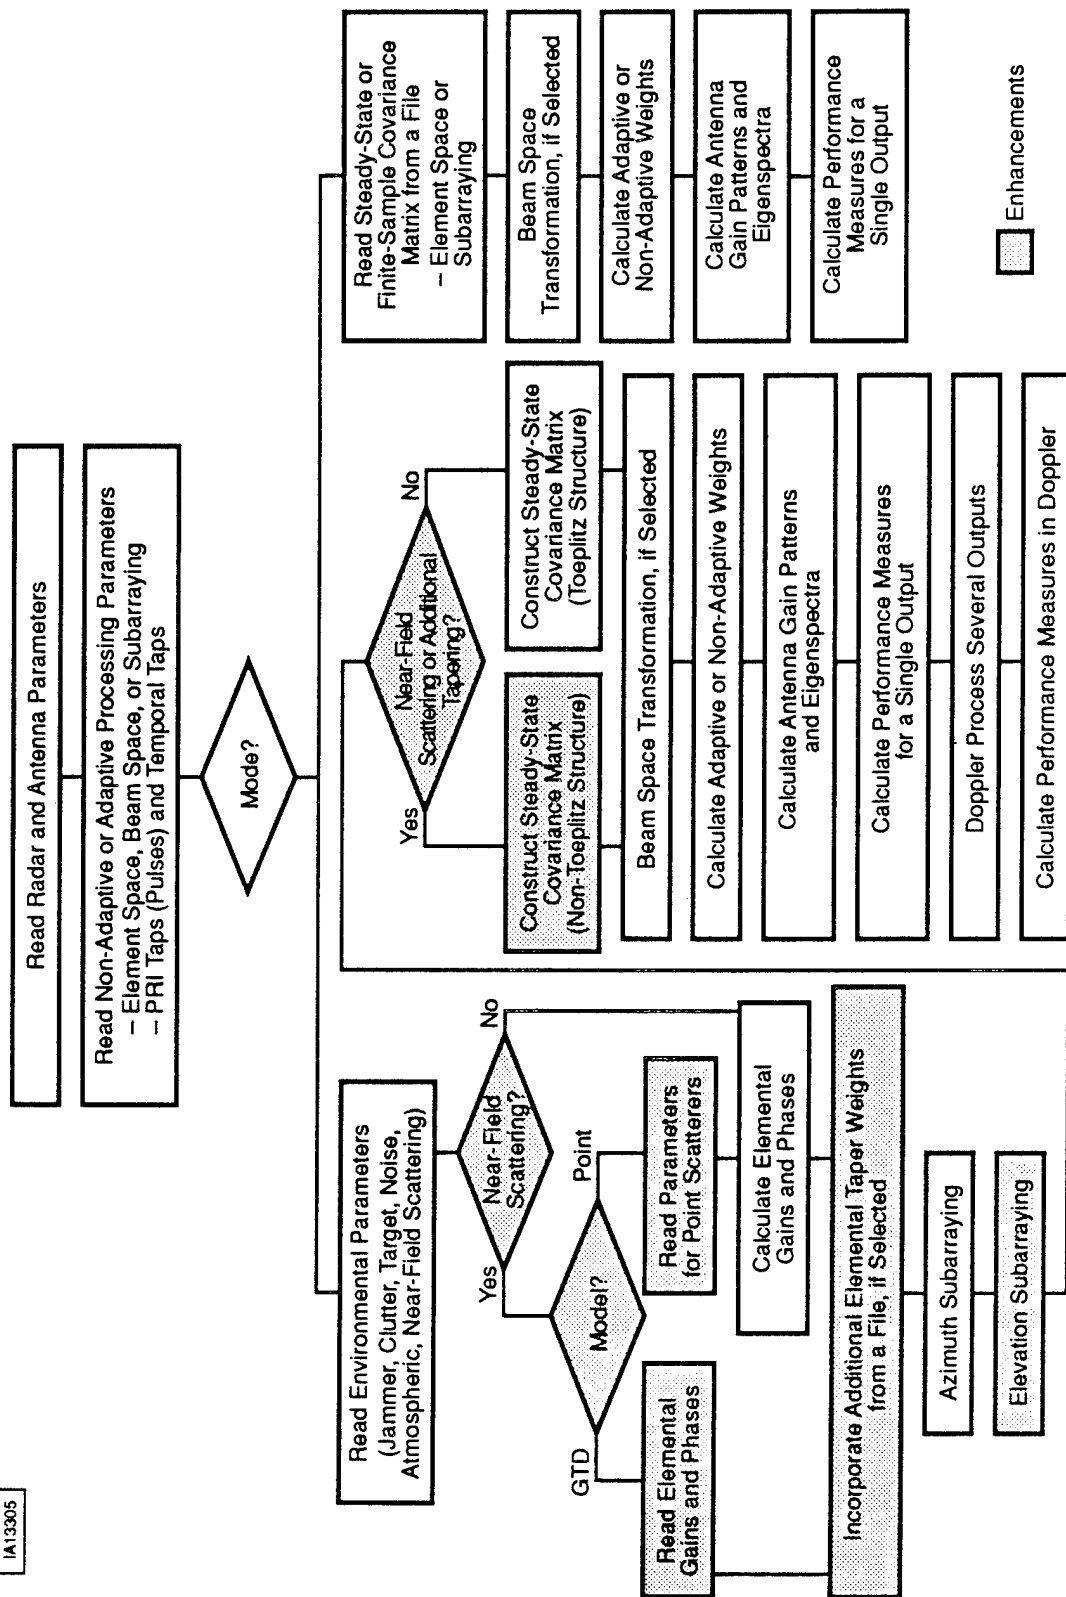 IA13305
Read Radar and Antenna Parameters
Read Non-Adaptive or Adaptive Processing Parameters
– Element Space, Beam Space, or Subarraying
– PRI Taps (Pulses) and Temporal Taps
Mode?
Read Environmental Parameters
(Jammer, Clutter, Target, Noise,
Atmospheric, Near-Field Scattering)
Near-Field
Scattering?
Yes
No
Model?
GTD
Point
Read Elemental
Gains and Phases
Read Parameters
for Point Scatterers
Calculate Elemental
Gains and Phases
Incorporate Additional Elemental Taper Weights
from a File, if Selected
Azimuth Subarraying
Elevation Subarraying
Near-Field
Scattering or Additional
Tapering?
Yes
No
Construct Steady-State
Covariance Matrix
(Non-Toeplitz Structure)
Construct Steady-State
Covariance Matrix
(Toeplitz Structure)
Beam Space Transformation, if Selected
Calculate Adaptive or Non-Adaptive Weights
Calculate Antenna Gain Patterns
and Eigenspectra
Calculate Performance Measures
for a Single Output
Doppler Process Several Outputs
Calculate Performance Measures in Doppler
Read Steady-State or
Finite-Sample Covariance
Matrix from a File
– Element Space or
Subarraying
Beam Space
Transformation, if Selected
Calculate Adaptive or
Non-Adaptive Weights
Calculate Antenna
Gain Patterns and
Eigenspectra
Calculate Performance
Measures for a
Single Output
Enhancements